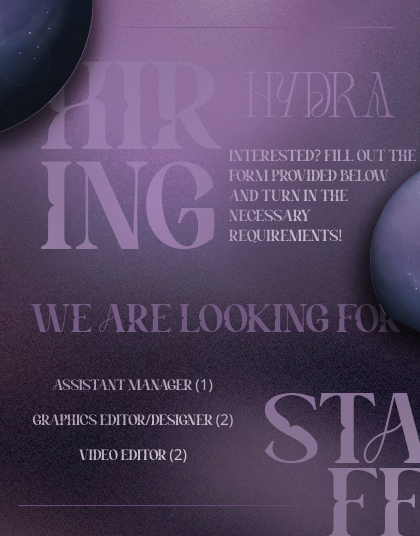 HIR
ING
HYDRA
INTERESTED? FILL OUT THE
FORM PROVIDED BELOW
AND TURN IN THE
NECESSARY
REQUIREMENTS!
WE ARE LOOKING FOR
ASSISTANT MANAGER (1)
GRAPHICS EDITOR/DESIGNER (2)
VIDEO EDITOR (2)
STA
FF